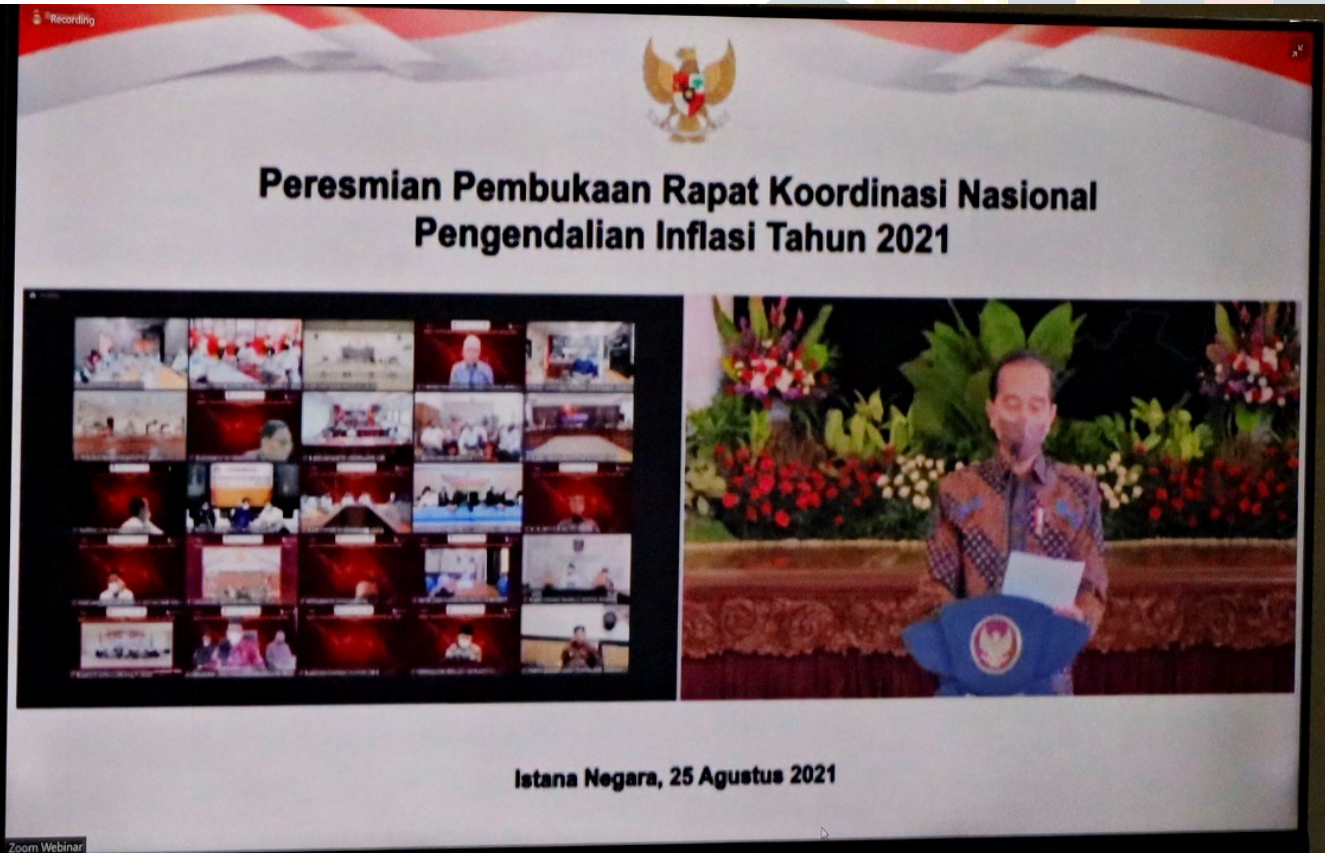 Recording
Peresmian Pembukaan Rapat Koordinasi Nasional
Pengendalian Inflasi Tahun 2021
Istana Negara, 25 Agustus 2021
Zoom Webinar